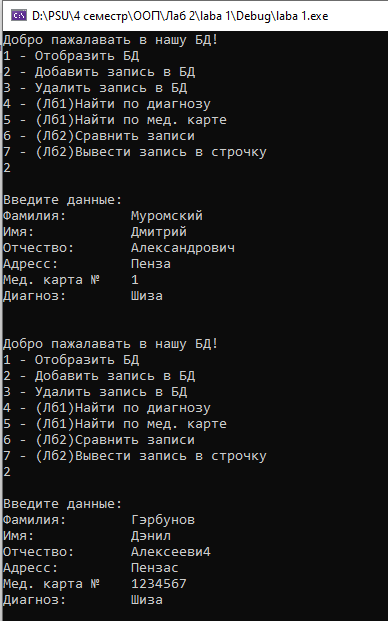 D:\PSU\4 семестр\ООП\Лаб 2\laba 1\Debug\laba 1.exe
Добро пажалавать в нашу БД!
1 - Отобразить БД
2 - Добавить запись в БД
3 - Удалить запись в БД
4 - (Лб1)Найти по диагнозу
5 - (Лб1)Найти по мед. карте
6 - (Лб2)Сравнить записи
7 - (Лб2)Вывести запись в строчку
2
Введите данные:
Фамилия: Муромский
Имя: Дмитрий
Отчество: Александрович
Адресс: Пенза
Мед. карта № 1
Диагноз: Шиза
Добро пажалавать в нашу БД!
1 - Отобразить БД
2 - Добавить запись в БД
3 - Удалить запись в БД
4 - (Лб1)Найти по диагнозу
5 - (Лб1)Найти по мед. карте
6 - (Лб2)Сравнить записи
7 - (Лб2)Вывести запись в строчку
2
Введите данные:
Фамилия: Гэрбунов
Имя: Дэнил
Отчество: Алексееви4
Адресс: Пензас
Мед. карта № 1234567
Диагноз: Шиза